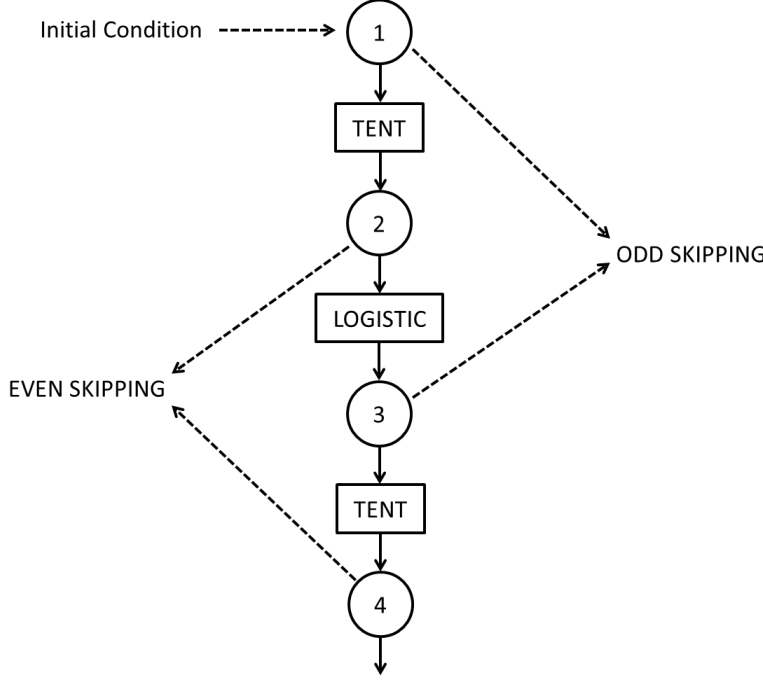 Initial Condition
1
TENT
2
ODD SKIPPING
LOGISTIC
EVEN SKIPPING
3
TENT
4